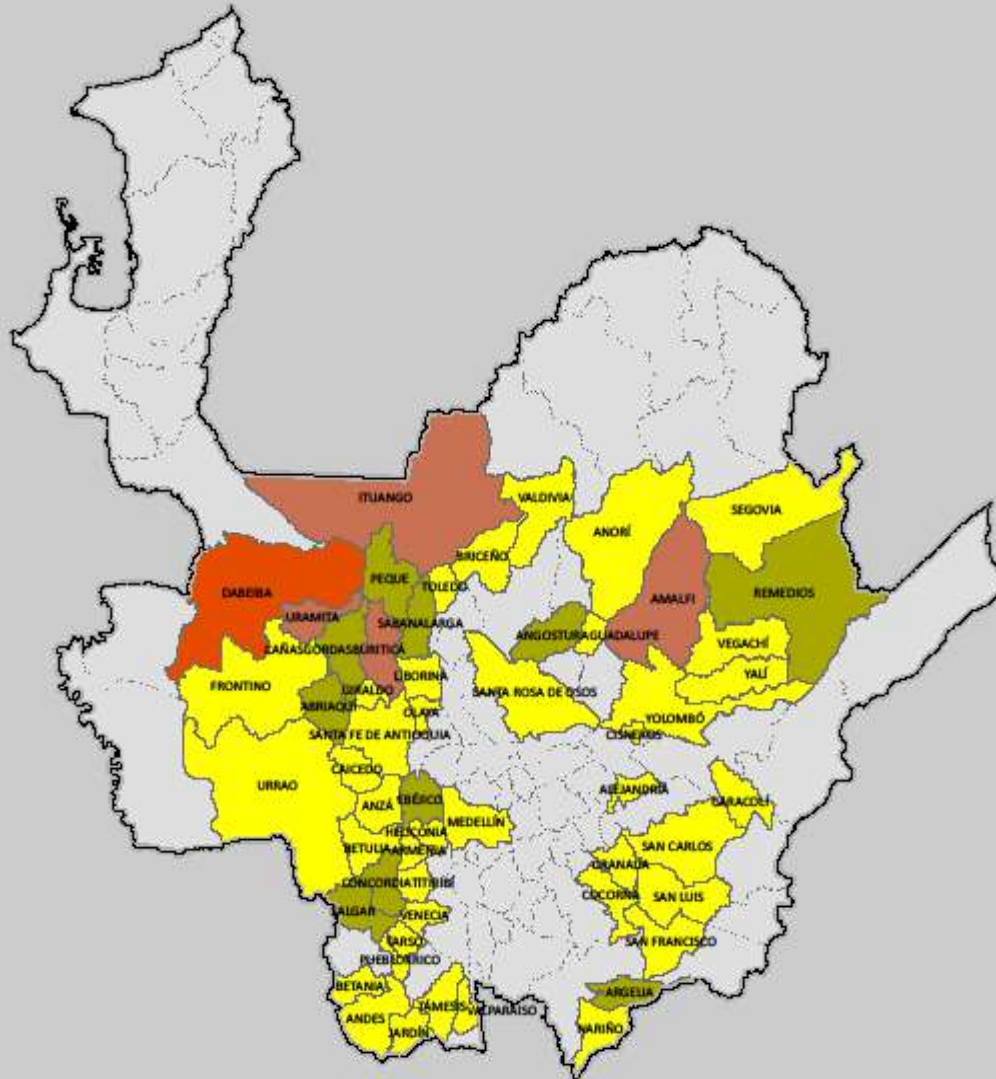 ITUANGO
VALDIVIA
SEGOVIA
ANORÍ
BRICEÑO
DABEIBA
PEQUE
TOLEDO
REMEDIOS
AMALFI
URAMITA
SABANALARGA
ANGOSTURA
GUADALUPE
CAÑASGORDAS
BURITICÁ
VEGACHÍ
LIBORINA
YALÍ
FRONTINO
GIRALDO
SANTA ROSA DE OSOS
ABRIAQUÍ
OLAYA
YOLOMBÓ
SANTA FE DE ANTIOQUIA
CISNEROS
CAICEDO
URRAO
ALEJANDRÍA
ANZÁ
EBÉJICO
CARACOLÍ
MEDELLÍN
HELICONIA
BETULIA
ARMENIA
SAN CARLOS
GRANADA
CONCORDIA
TITIRIBÍ
COCORNÁ
SAN LUIS
SALGAR
VENECIA
TARSO
SAN FRANCISCO
PUEBLORRICO
BETANIA
ARGELIA
TÁMESIS
VALPARAÍSO
ANDES
JARDÍN
NARIÑO